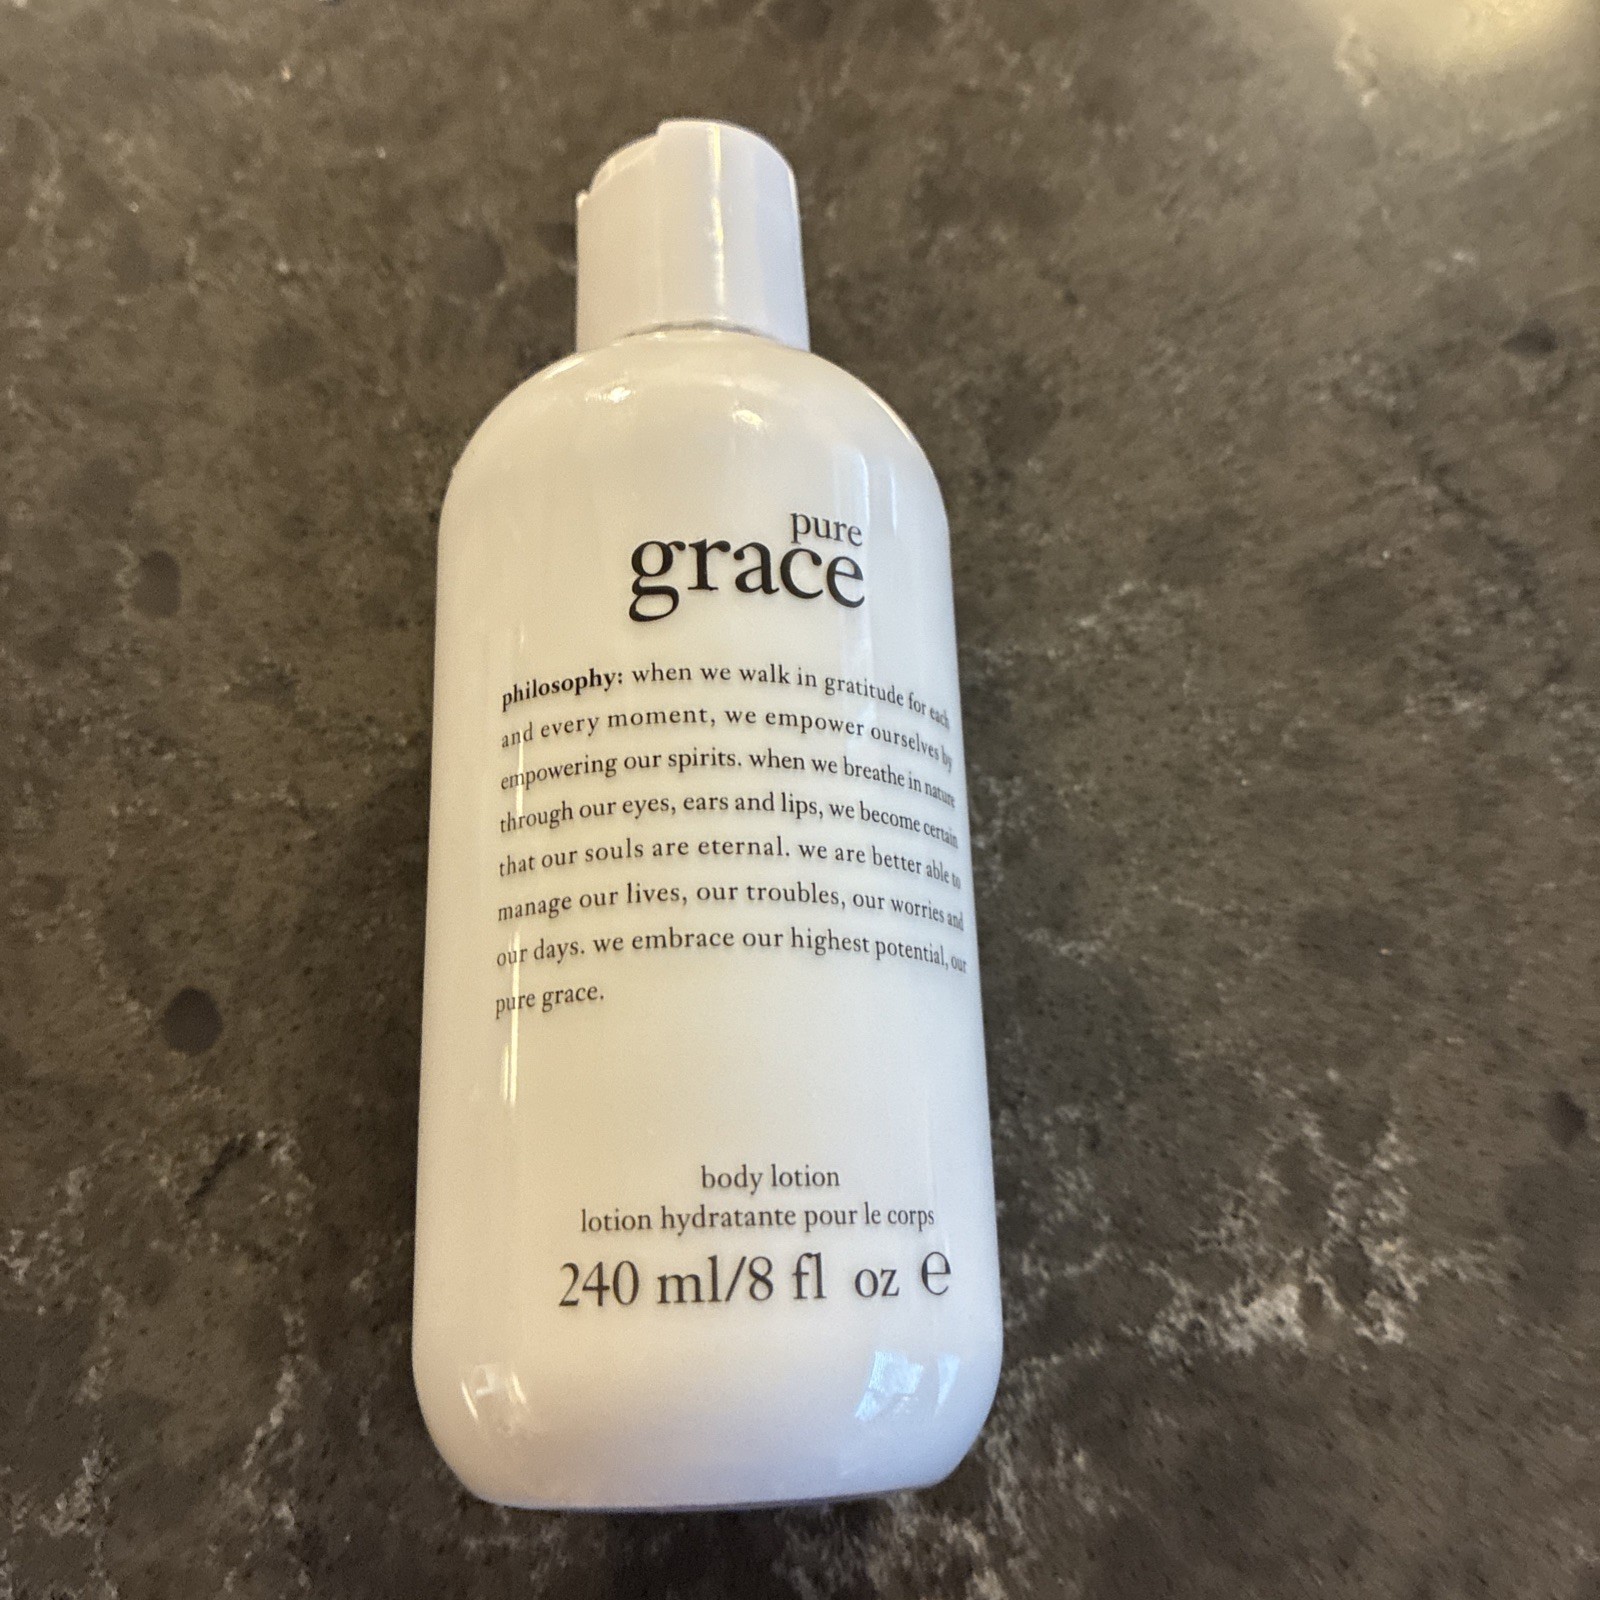 pure
grace
philosophy: when we walk in gratitude for each
and every moment, we empower ourselves by
empowering our spirits. when we breathe in nature
through our eyes, ears and lips, we become certain
that our souls are eternal. we are better able to
manage our lives, our troubles, our worries and
our days. we embrace our highest potential, our
pure grace.
body lotion
lotion hydratante pour le corps
240 ml/8 fl oz ℮